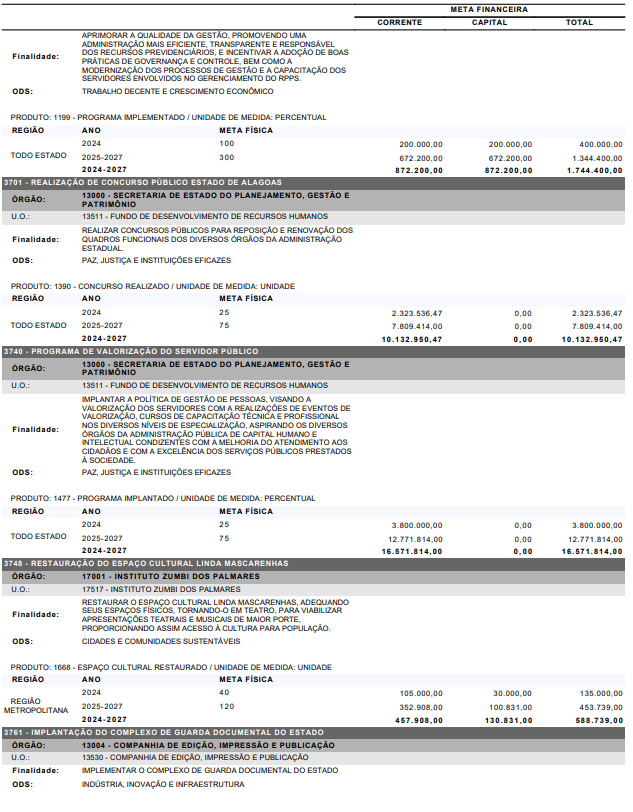 META FINANCEIRA
CORRENTE CAPITAL TOTAL
Finalidade: APRIMORAR A QUALIDADE DA GESTÃO, PROMOVENDO UMA
ADMINISTRAÇÃO MAIS EFICIENTE, TRANSPARENTE E RESPONSÁVEL
DOS RECURSOS PREVIDENCIÁRIOS, E INCENTIVAR A ADOÇÃO DE BOAS
PRÁTICAS DE GOVERNANÇA E CONTROLE, BEM COMO A
MODERNIZAÇÃO DOS PROCESSOS DE GESTÃO E A CAPACITAÇÃO DOS
SERVIDORES ENVOLVIDOS NO GERENCIAMENTO DO RPPS.
ODS: TRABALHO DECENTE E CRESCIMENTO ECONÔMICO
PRODUTO: 1199 - PROGRAMA IMPLEMENTADO / UNIDADE DE MEDIDA: PERCENTUAL
REGIÃO ANO META FÍSICA
TODO ESTADO 2024 100 200.000,00 200.000,00 400.000,00
2025-2027 300 672.200,00 672.200,00 1.344.400,00
2024-2027 872.200,00 872.200,00 1.744.400,00
3701 - REALIZAÇÃO DE CONCURSO PÚBLICO ESTADO DE ALAGOAS
ÓRGÃO: 13000 - SECRETARIA DE ESTADO DO PLANEJAMENTO, GESTÃO E
PATRIMÔNIO
U.O.: 13511 - FUNDO DE DESENVOLVIMENTO DE RECURSOS HUMANOS
Finalidade: REALIZAR CONCURSOS PÚBLICOS PARA REPOSIÇÃO E RENOVAÇÃO DOS
QUADROS FUNCIONAIS DOS DIVERSOS ÓRGÃOS DA ADMINISTRAÇÃO
ESTADUAL.
ODS: PAZ, JUSTIÇA E INSTITUIÇÕES EFICAZES
PRODUTO: 1390 - CONCURSO REALIZADO / UNIDADE DE MEDIDA: UNIDADE
REGIÃO ANO META FÍSICA
TODO ESTADO 2024 25 2.323.536,47 0,00 2.323.536,47
2025-2027 75 7.809.414,00 0,00 7.809.414,00
2024-2027 10.132.950,47 0,00 10.132.950,47
3740 - PROGRAMA DE VALORIZAÇÃO DO SERVIDOR PÚBLICO
ÓRGÃO: 13000 - SECRETARIA DE ESTADO DO PLANEJAMENTO, GESTÃO E
PATRIMÔNIO
U.O.: 13511 - FUNDO DE DESENVOLVIMENTO DE RECURSOS HUMANOS
Finalidade: IMPLANTAR A POLÍTICA DE GESTÃO DE PESSOAS, VISANDO A
VALORIZAÇÃO DOS SERVIDORES COM A REALIZAÇÕES DE EVENTOS DE
VALORIZAÇÃO, CURSOS DE CAPACITAÇÃO TÉCNICA E PROFISSIONAL
NOS DIVERSOS NÍVEIS DE ESPECIALIZAÇÃO, ASPIRANDO OS DIVERSOS
ÓRGÃOS DA ADMINISTRAÇÃO PÚBLICA DE CAPITAL HUMANO E
INTELECTUAL CONDIZENTES COM A MELHORIA DO ATENDIMENTO AOS
CIDADÃOS E COM A EXCELÊNCIA DOS SERVIÇOS PÚBLICOS PRESTADOS
À SOCIEDADE.
ODS: PAZ, JUSTIÇA E INSTITUIÇÕES EFICAZES
PRODUTO: 1477 - PROGRAMA IMPLANTADO / UNIDADE DE MEDIDA: PERCENTUAL
REGIÃO ANO META FÍSICA
TODO ESTADO 2024 25 3.800.000,00 0,00 3.800.000,00
2025-2027 75 12.771.814,00 0,00 12.771.814,00
2024-2027 16.571.814,00 0,00 16.571.814,00
3748 - RESTAURAÇÃO DO ESPAÇO CULTURAL LINDA MASCARENHAS
ÓRGÃO: 17001 - INSTITUTO ZUMBI DOS PALMARES
U.O.: 17517 - INSTITUTO ZUMBI DOS PALMARES
Finalidade: RESTAURAR O ESPAÇO CULTURAL LINDA MASCARENHAS, ADEQUANDO
SEUS ESPAÇOS FÍSICOS, TORNANDO-O EM TEATRO, PARA VIABILIZAR
APRESENTAÇÕES TEATRAIS E MUSICAIS DE MAIOR PORTE,
PROPORCIONANDO ASSIM ACESSO À CULTURA PARA POPULAÇÃO.
ODS: CIDADES E COMUNIDADES SUSTENTÁVEIS
PRODUTO: 1668 - ESPAÇO CULTURAL RESTAURADO / UNIDADE DE MEDIDA: UNIDADE
REGIÃO ANO META FÍSICA
REGIÃO METROPOLITANA 2024 40 105.000,00 30.000,00 135.000,00
2025-2027 120 352.908,00 100.831,00 453.739,00
2024-2027 457.908,00 130.831,00 588.739,00
3761 - IMPLANTAÇÃO DO COMPLEXO DE GUARDA DOCUMENTAL DO ESTADO
ÓRGÃO: 13004 - COMPANHIA DE EDIÇÃO, IMPRESSÃO E PUBLICAÇÃO
U.O.: 13530 - COMPANHIA DE EDIÇÃO, IMPRESSÃO E PUBLICAÇÃO
Finalidade: IMPLEMENTAR O COMPLEXO DE GUARDA DOCUMENTAL DO ESTADO
ODS: INDÚSTRIA, INOVAÇÃO E INFRAESTRUTURA